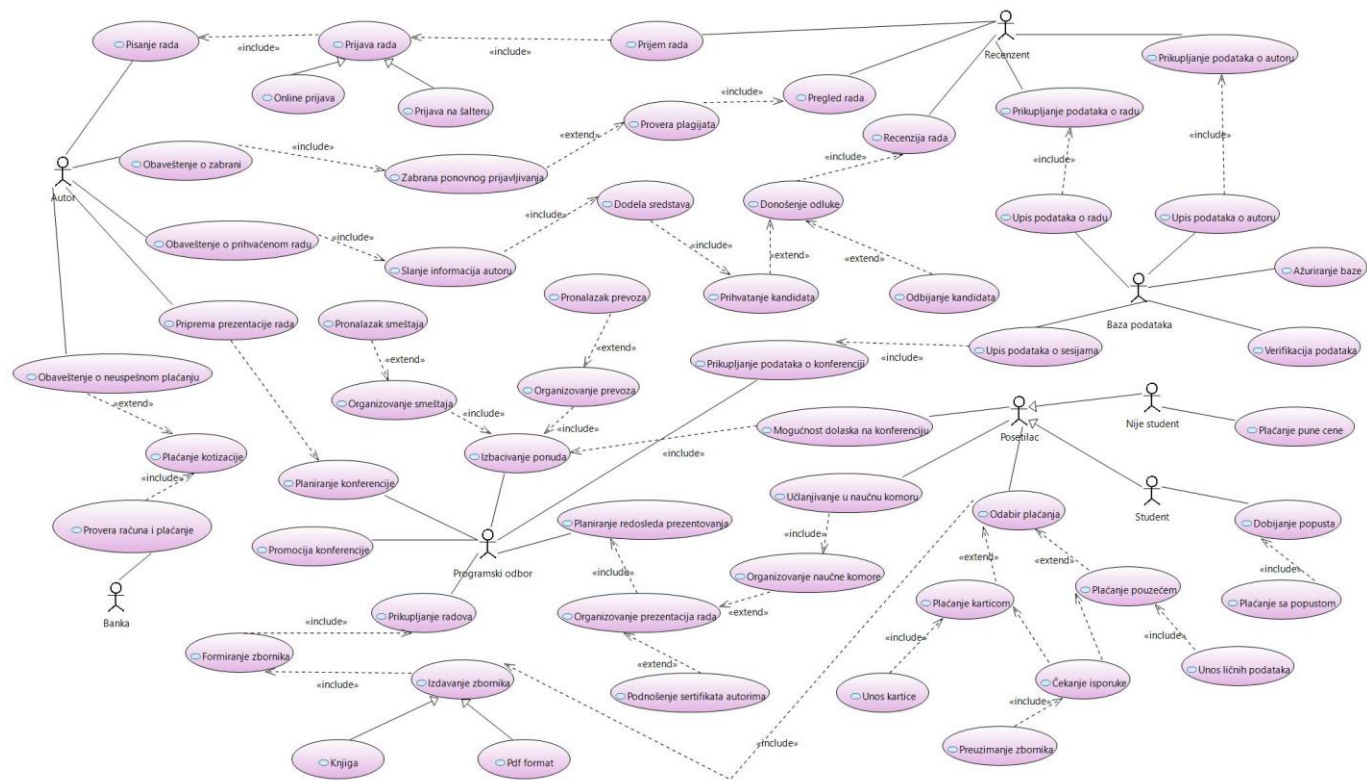 Pisanje rada
«include»
Prijava rada
«include»
Prijem rada
Recenzent
Prikupljanje podataka o autoru
Online prijava
Prijava na šalteru
«include»
Pregled rada
Prikupljanje podataka o radu
Provera plagijata
Recenzija rada
«extend»
«include»
«include»
Obaveštenje o zabrani
«include»
Zabrana ponovnog prijavljivanja
«include»
«include»
Autor
Dodela sredstava
Donošenje odluke
Upis podataka o radu
Upis podataka o autoru
«include»
Obaveštenje o prihvaćenom radu
«include»
Slanje informacija autoru
«include»
«extend»
«extend»
Ažuriranje baze
Pronalazak prevoza
Prihvatanje kandidata
Odbijanje kandidata
Baza podataka
Priprema prezentacije rada
Pronalazak smeštaja
«extend»
«extend»
Prikupljanje podataka o konferenciji
«include»
Upis podataka o sesijama
Verifikacija podataka
Obaveštenje o neuspešnom plaćanju
Organizovanje smeštaja
Organizovanje prevoza
«extend»
«include»
«include»
Mogućnost dolaska na konferenciju
Posetilac
Nije student
Plaćanje pune cene
Plaćanje kotizacije
Izbacivanje ponuda
«include»
«include»
Planiranje konferencije
Učlanjivanje u naučnu komoru
Odabir plaćanja
Student
Dobijanje popusta
Provera računa i plaćanje
Planiranje redosleda prezentovanja
«include»
«extend»
«extend»
«include»
Promocija konferencije
Programski odbor
Organizovanje naučne komore
Banka
«include»
Plaćanje karticom
Plaćanje pouzećem
Plaćanje sa popustom
Prikupljanje radova
Organizovanje prezentacija rada
«extend»
«include»
«include»
«include»
Formiranje zbornika
«include»
Izdavanje zbornika
«extend»
Podnošenje sertifikata autorima
Unos kartice
Čekanje isporuke
Unos ličnih podataka
«include»
Preuzimanje zbornika
«include»
Knjiga
Pdf format